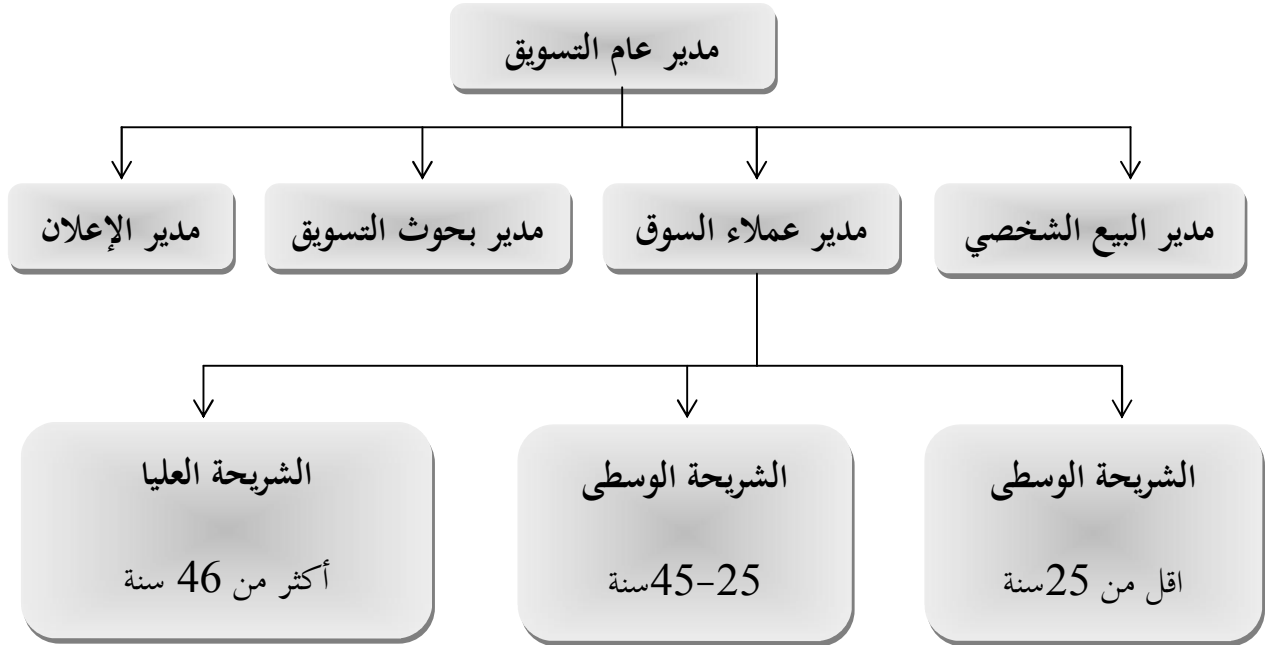 مدير عام التسويق
مدير البيع الشخصي
مدير عملاء السوق
مدير بحوث التسويق
مدير الإعلان
الشريحة الوسطى
اقل من 25سنة
الشريحة الوسطى
25-45سنة
الشريحة العليا
أكثر من 46 سنة